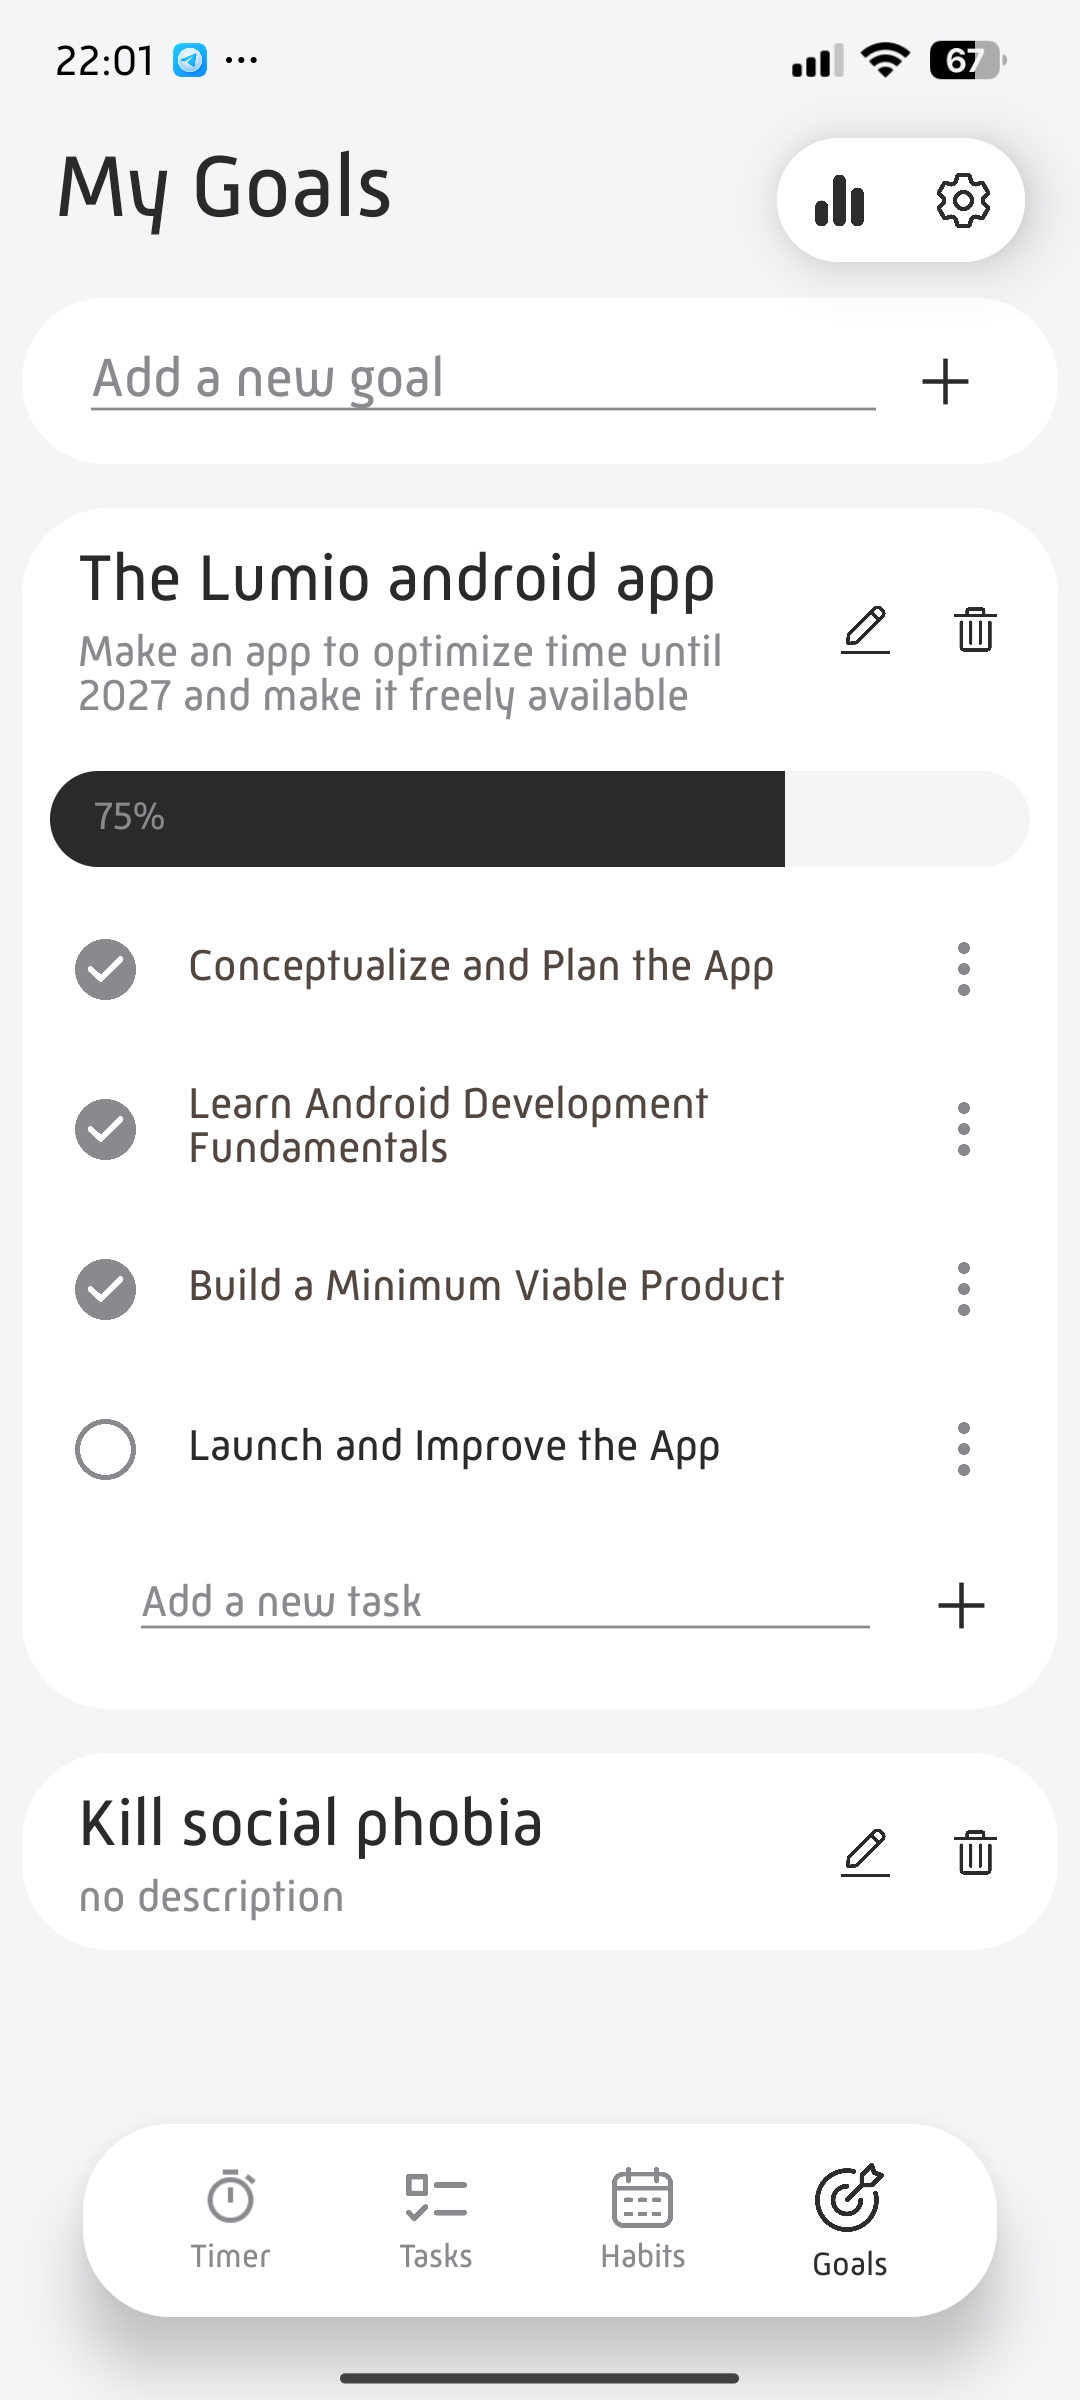 22:01
67
My Goals
Add a new goal
The Lumio android app
Make an app to optimize time until
2027 and make it freely available
75%
Conceptualize and Plan the App
Learn Android Development
Fundamentals
Build a Minimum Viable Product
Launch and Improve the App
Add a new task
Kill social phobia
no description
Timer
Tasks
Habits
Goals